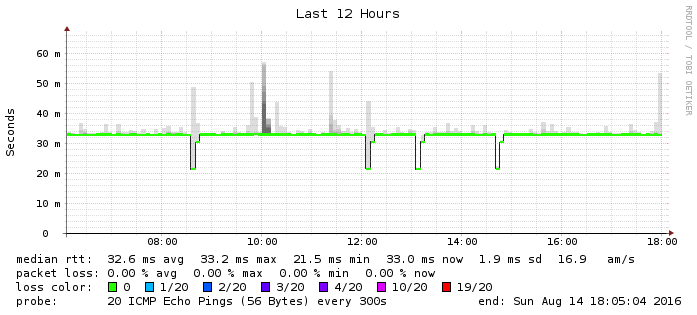 Last 12 Hours
RRDTOOL / TOBI OETIKER
Seconds
60 m
50 m
40 m
30 m
20 m
10 m
0
08:00 10:00 12:00 14:00 16:00 18:00
median rtt: 32.6 ms avg 33.2 ms max 21.5 ms min 33.0 ms now 1.9 ms sd 16.9 am/s
packet loss: 0.00 % avg 0.00 % max 0.00 % min 0.00 % now
loss color: 0 1/20 2/20 3/20 4/20 10/20 19/20
probe: 20 ICMP Echo Pings (56 Bytes) every 300s end: Sun Aug 14 18:05:04 2016